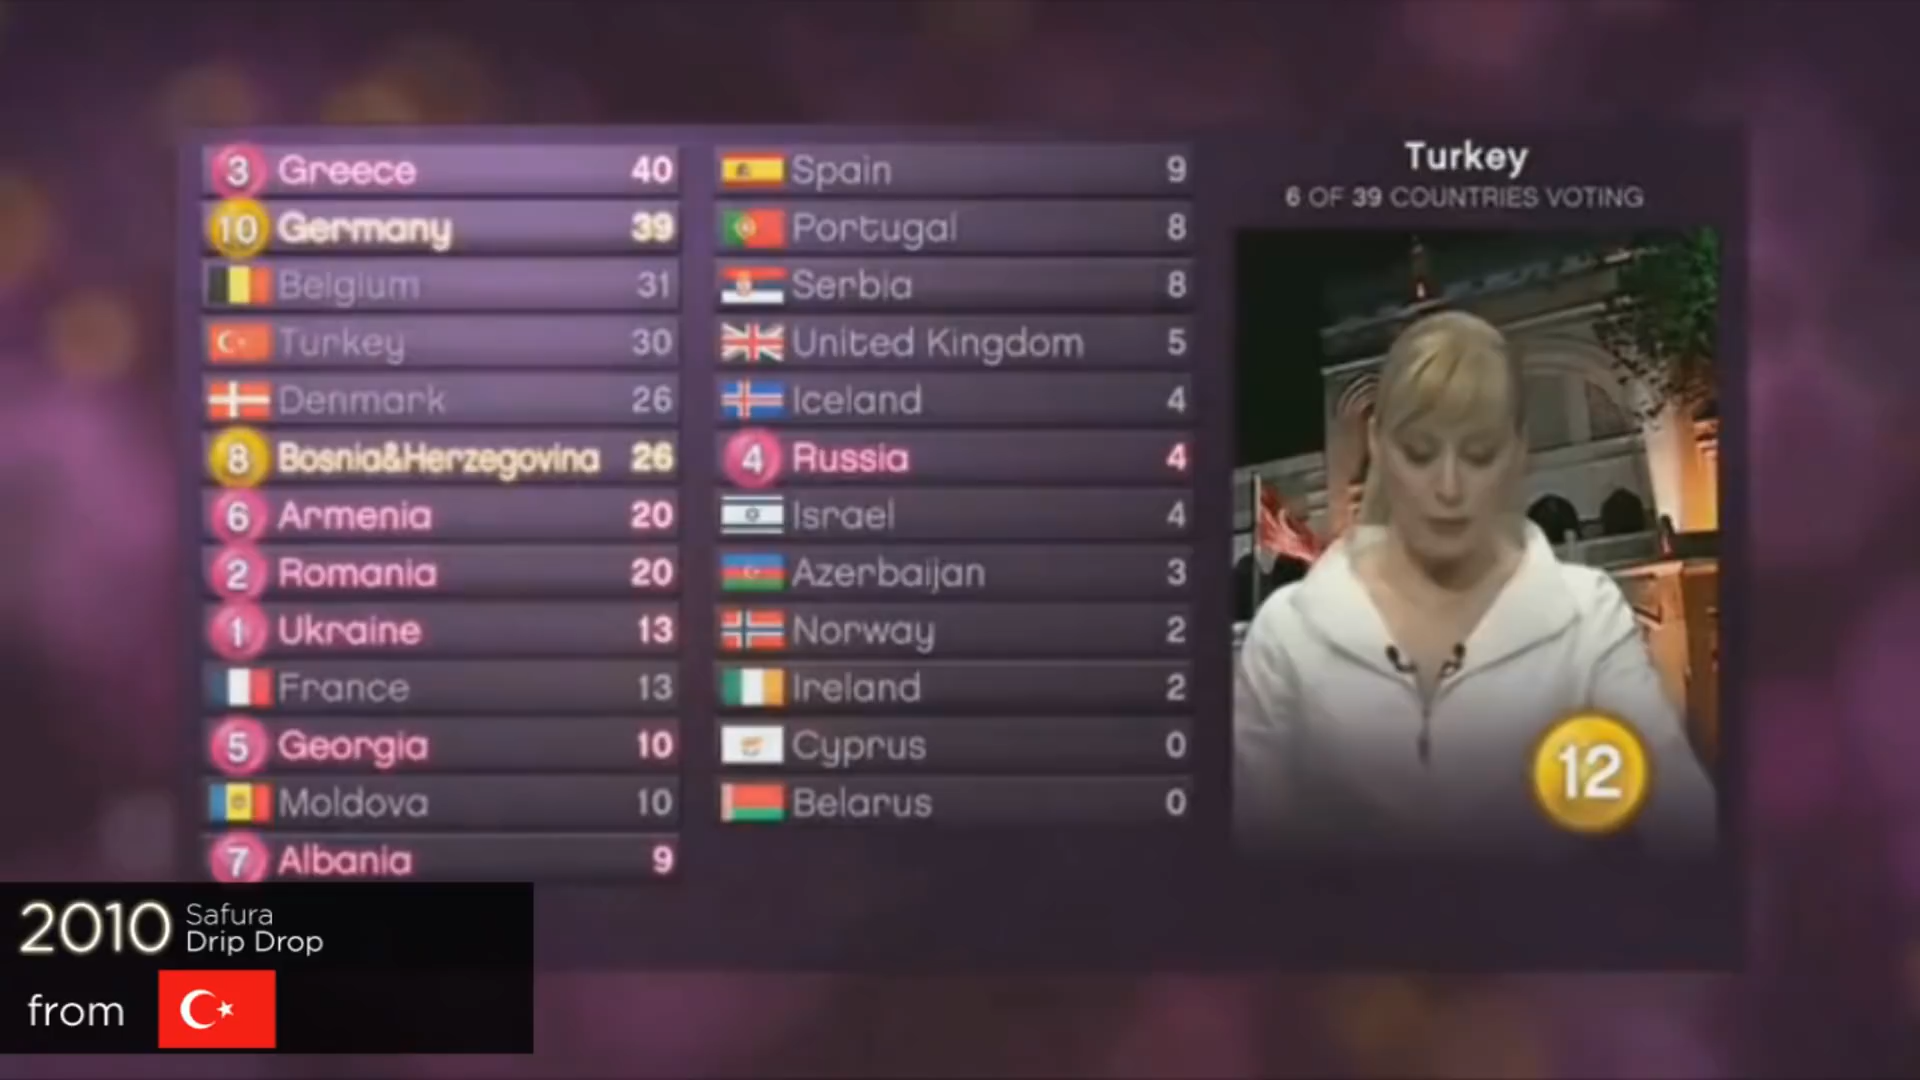 3 Greece 40
10 Germany 39
Belgium 31
Turkey 30
Denmark 26
8 Bosnia&Herzegovina 26
6 Armenia 20
2 Romania 20
1 Ukraine 13
France 13
5 Georgia 10
Moldova 10
7 Albania 9
Spain 9
Portugal 8
Serbia 8
United Kingdom 5
Iceland 4
4 Russia 4
Israel 4
Azerbaijan 3
Norway 2
Ireland 2
Cyprus 0
Belarus 0
Turkey
6 OF 39 COUNTRIES VOTING
12
2010 Safura
Drip Drop
from